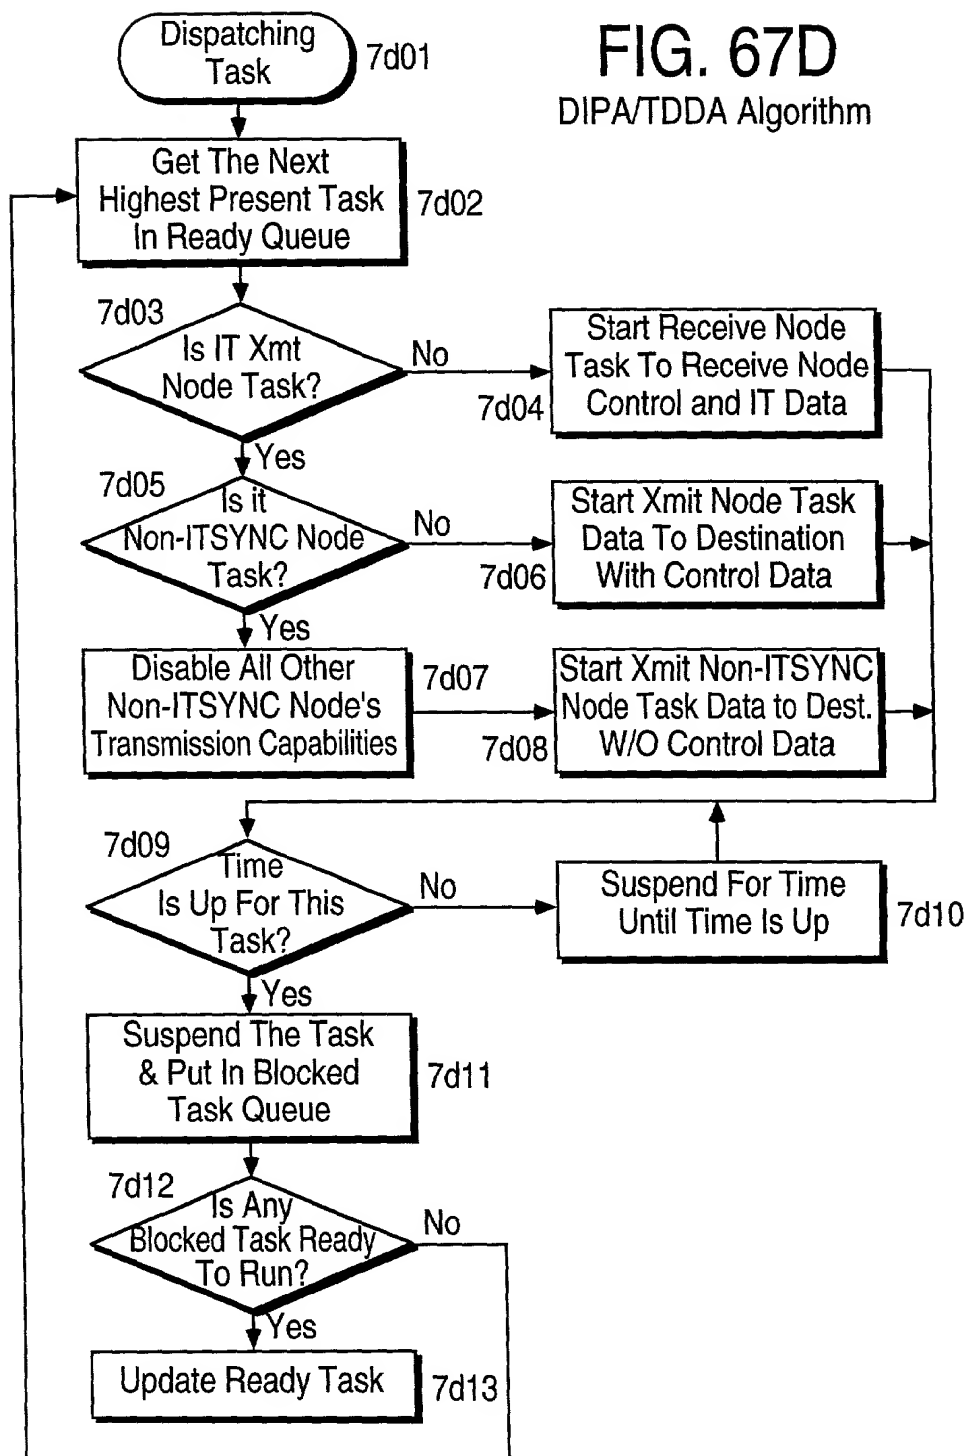 Dispatching
Task
7d01
FIG. 67D
DIPA/TDDA Algorithm
Get The Next
Highest Present Task
In Ready Queue
7d02
7d03
Is IT Xmt
Node Task?
No
Yes
Start Receive Node
Task To Receive Node
Control and IT Data
7d04
7d05
Is it
Non-ITSYNC Node
Task?
No
Yes
Start Xmit Node Task
Data To Destination
With Control Data
7d06
Disable All Other
Non-ITSYNC Node's
Transmission Capabilities
7d07
Start Xmit Non-ITSYNC
Node Task Data to Dest.
W/O Control Data
7d08
7d09
Time
Is Up For This
Task?
No
Yes
Suspend For Time
Until Time Is Up
7d10
Suspend The Task
& Put In Blocked
Task Queue
7d11
7d12
Is Any
Blocked Task Ready
To Run?
No
Yes
Update Ready Task
7d13